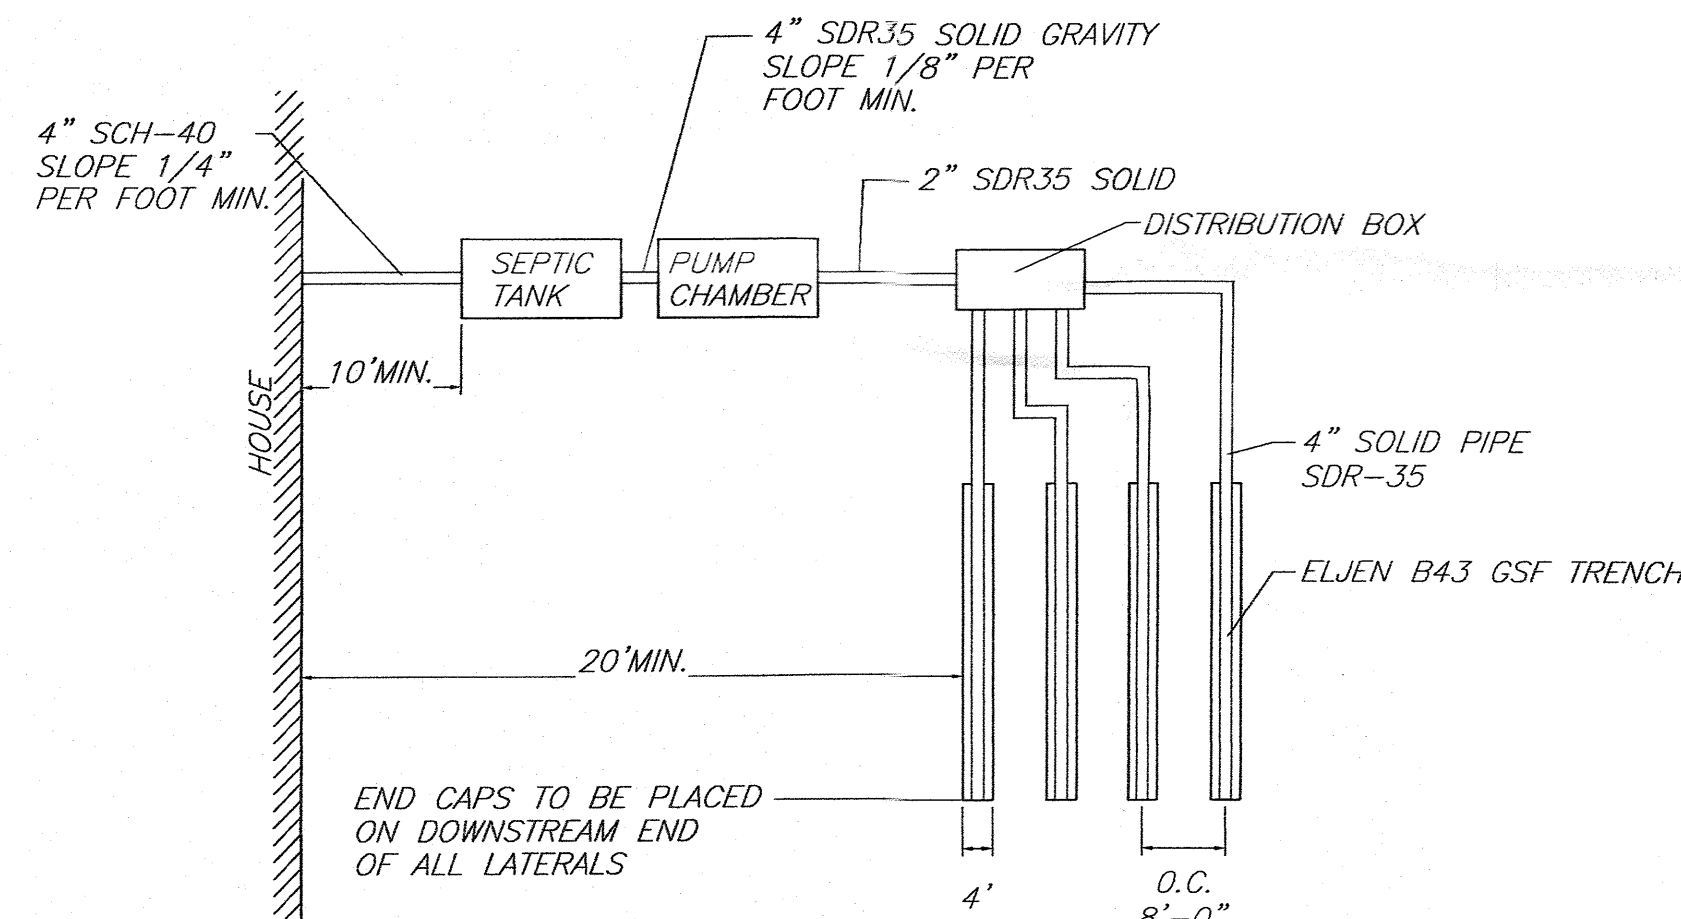 4" SDR35 SOLID GRAVITY
SLOPE 1/8" PER
FOOT MIN.
4" SCH-40
SLOPE 1/4"
PER FOOT MIN.
2" SDR35 SOLID
DISTRIBUTION BOX
SEPTIC
TANK
PUMP
CHAMBER
10'MIN.
HOUSE
4" SOLID PIPE
SDR-35
ELJEN B43 GSF TRENCH
20'MIN.
END CAPS TO BE PLACED
ON DOWNSTREAM END
OF ALL LATERALS
4'
O.C.
8'-0"